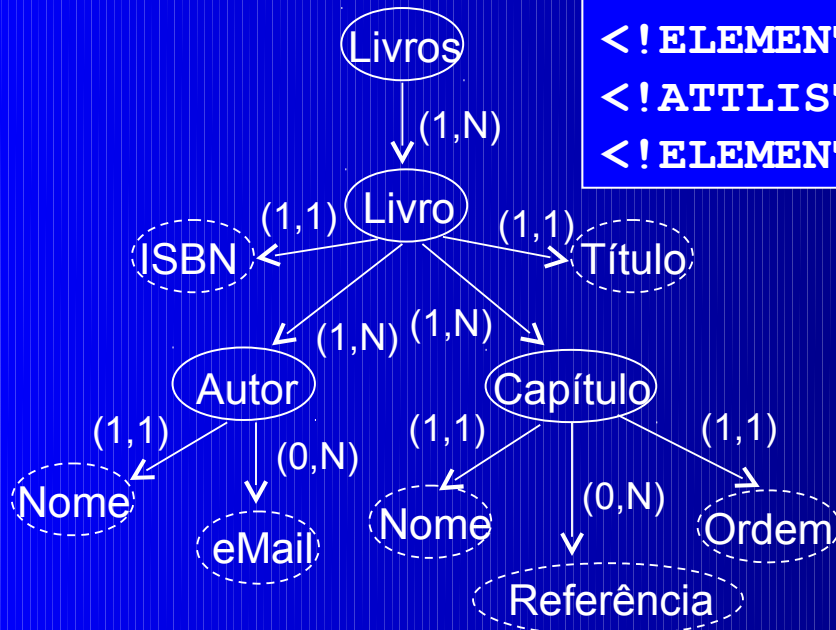 Livros
<!ELEMENT
<!ATTLIS
<!ELEMENT
(1,N)
Livro
(1,1)
(1,1)
ISBN
Título
(1,N)
(1,N)
Autor
Capítulo
(1,1)
(0,N)
(1,1)
(1,1)
Nome
eMail
Nome
(0,N)
Ordem
Referência